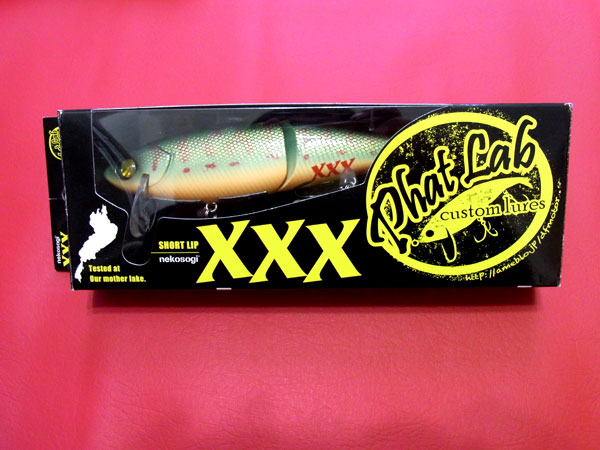 XXX
SHORT LIP
nekosogi
XXX
Tested at
Our mother lake.
Phat Lab
custom lures